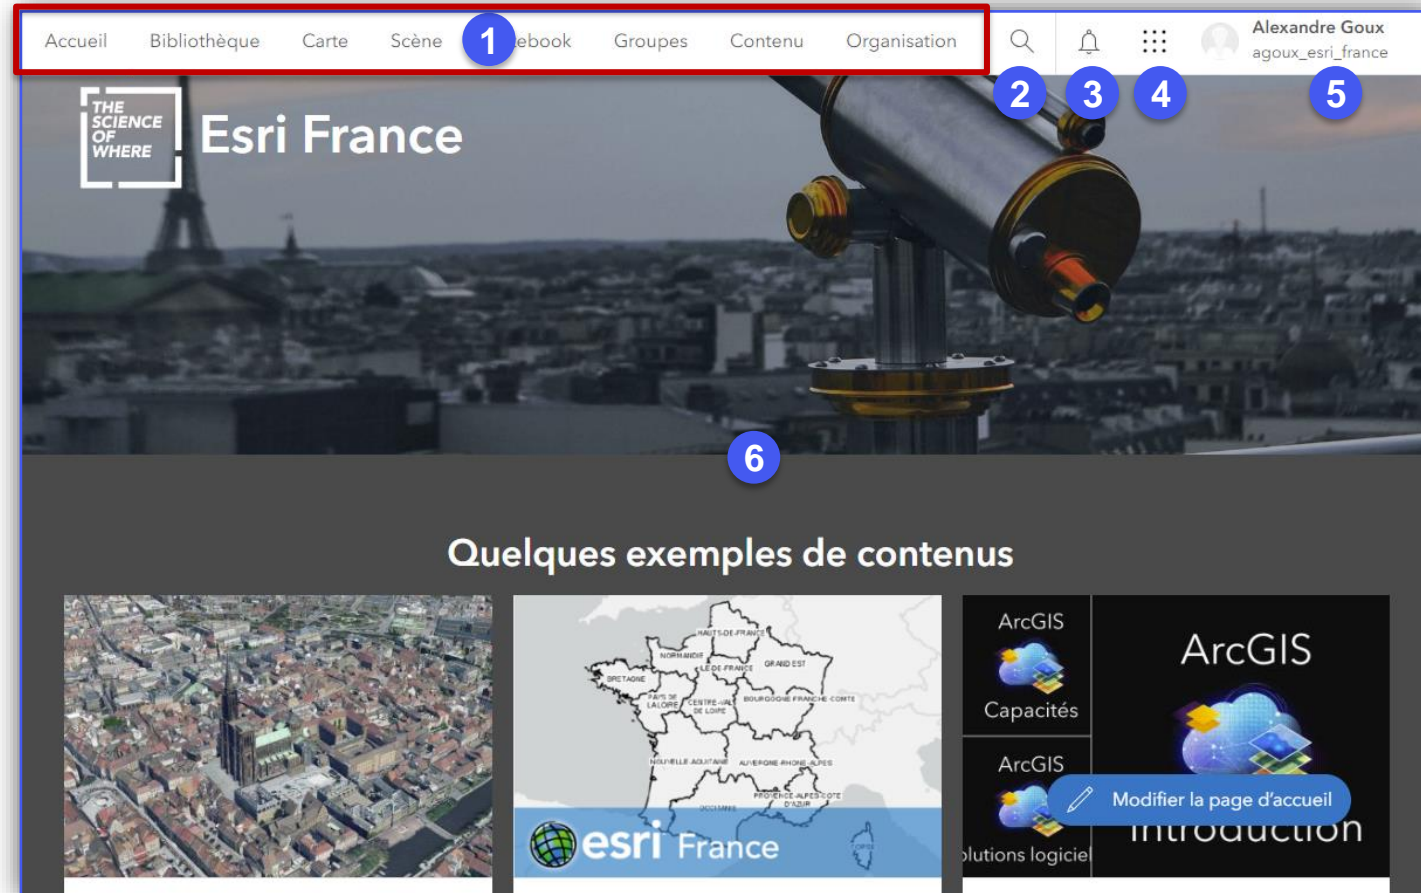 Accueil Bibliothèque Carte Scène 1 ebook Groupes Contenu Organisation
Alexandre Goux
agoux_esri_france
2 3 4 5
THE
SCIENCE
OF
WHERE
Esri France
6
Quelques exemples de contenus
HAUTS-DE-FRANCE
NORMANDIE
ILE-DE-FRANCE
GRAND EST
BRETAGNE
PAYS DE
LA LOIRE
CENTRE-VAL
DE LOIRE
BOURGOGNE-FRANCHE-COMTE
NOUVELLE-AQUITAINE
AUVERGNE-RHONE-ALPES
OCCITANIE
PROVENCE-ALPES-COTE
D'AZUR
CORSE
esri France
ArcGIS
Capacités
ArcGIS
olutions logiciel
ArcGIS
Introduction
Modifier la page d'accueil